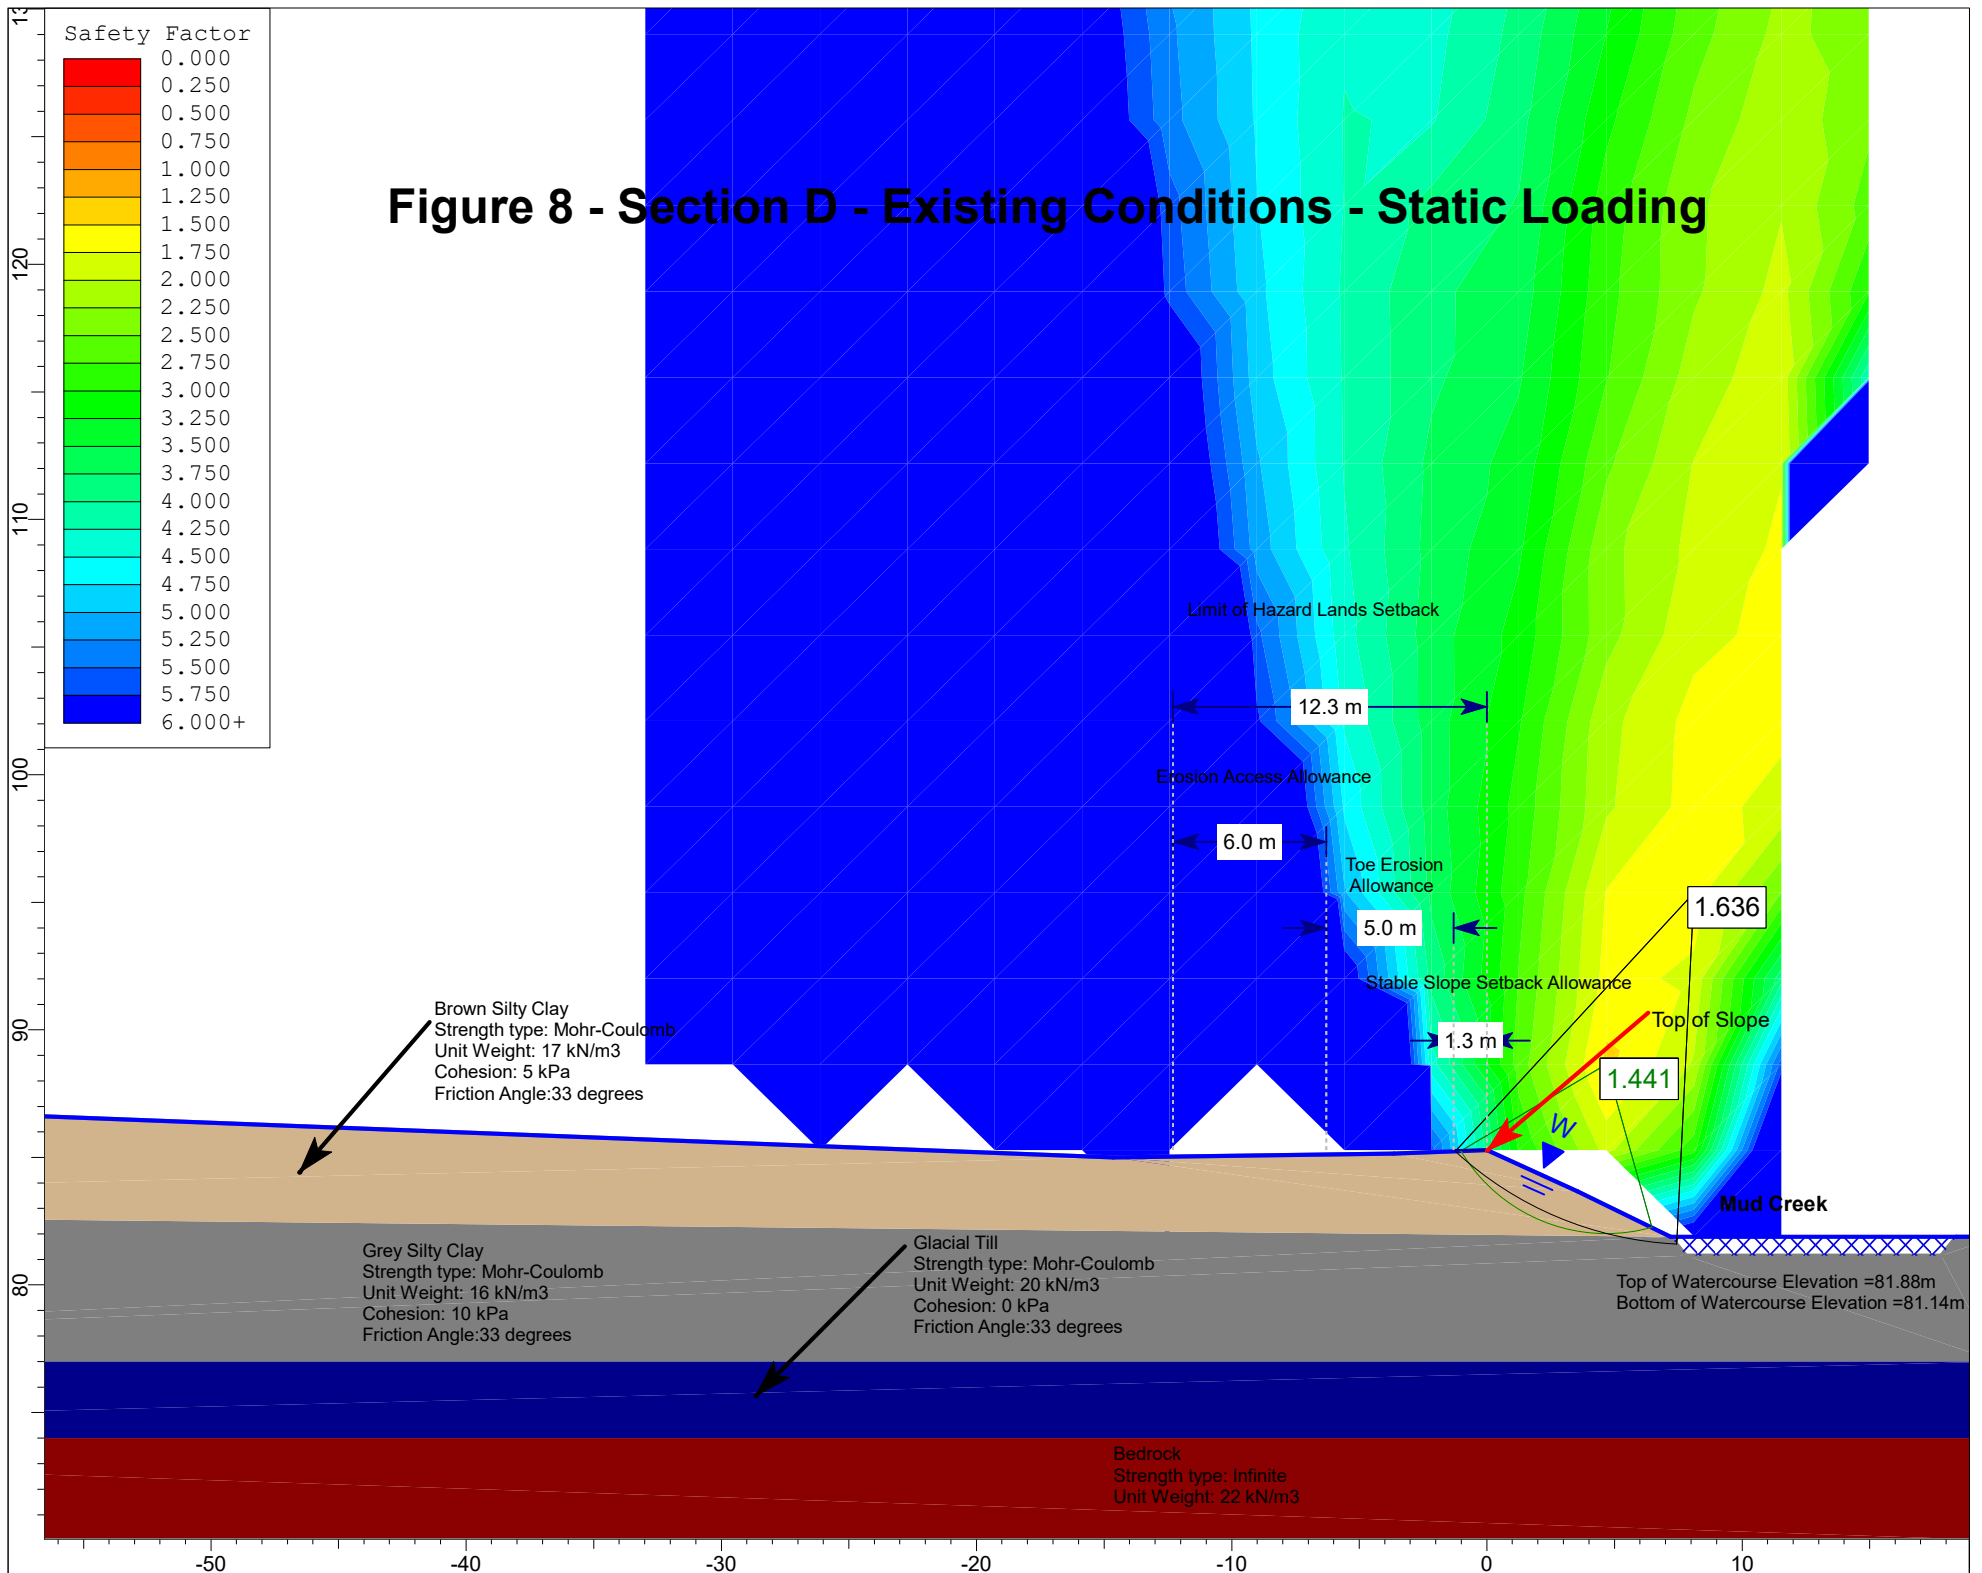 Safety Factor
0.000
0.250
0.500
0.750
1.000
1.250
1.500
1.750
2.000
2.250
2.500
2.750
3.000
3.250
3.500
3.750
4.000
4.250
4.500
4.750
5.000
5.250
5.500
5.750
6.000+
Figure 8 - Section D - Existing Conditions - Static Loading
Limit of Hazard Lands Setback
12.3 m
Erosion Access Allowance
6.0 m
Toe Erosion
Allowance
5.0 m
1.636
Stable Slope Setback Allowance
1.3 m
Top of Slope
1.441
W
Mud Creek
Brown Silty Clay
Strength type: Mohr-Coulomb
Unit Weight: 17 kN/m3
Cohesion: 5 kPa
Friction Angle:33 degrees
Grey Silty Clay
Strength type: Mohr-Coulomb
Unit Weight: 16 kN/m3
Cohesion: 10 kPa
Friction Angle:33 degrees
Glacial Till
Strength type: Mohr-Coulomb
Unit Weight: 20 kN/m3
Cohesion: 0 kPa
Friction Angle:33 degrees
Top of Watercourse Elevation =81.88m
Bottom of Watercourse Elevation =81.14m
Bedrock
Strength type: Infinite
Unit Weight: 22 kN/m3
120
110
100
90
80
-50
-40
-30
-20
-10
0
10